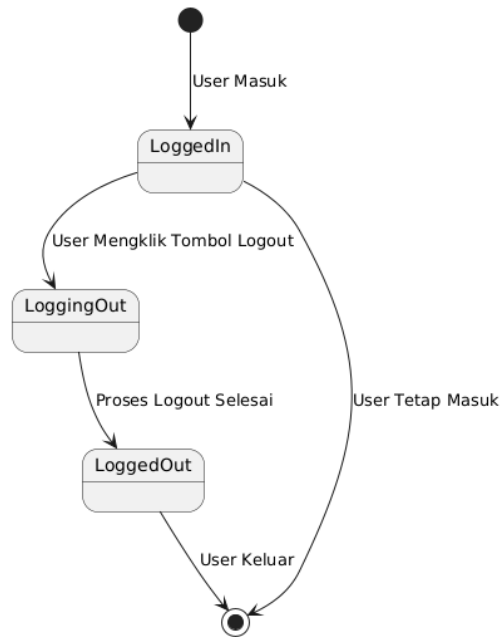 User Masuk
LoggedIn
User Mengklik Tombol Logout
LoggingOut
Proses Logout Selesai
User Tetap Masuk
LoggedOut
User Keluar